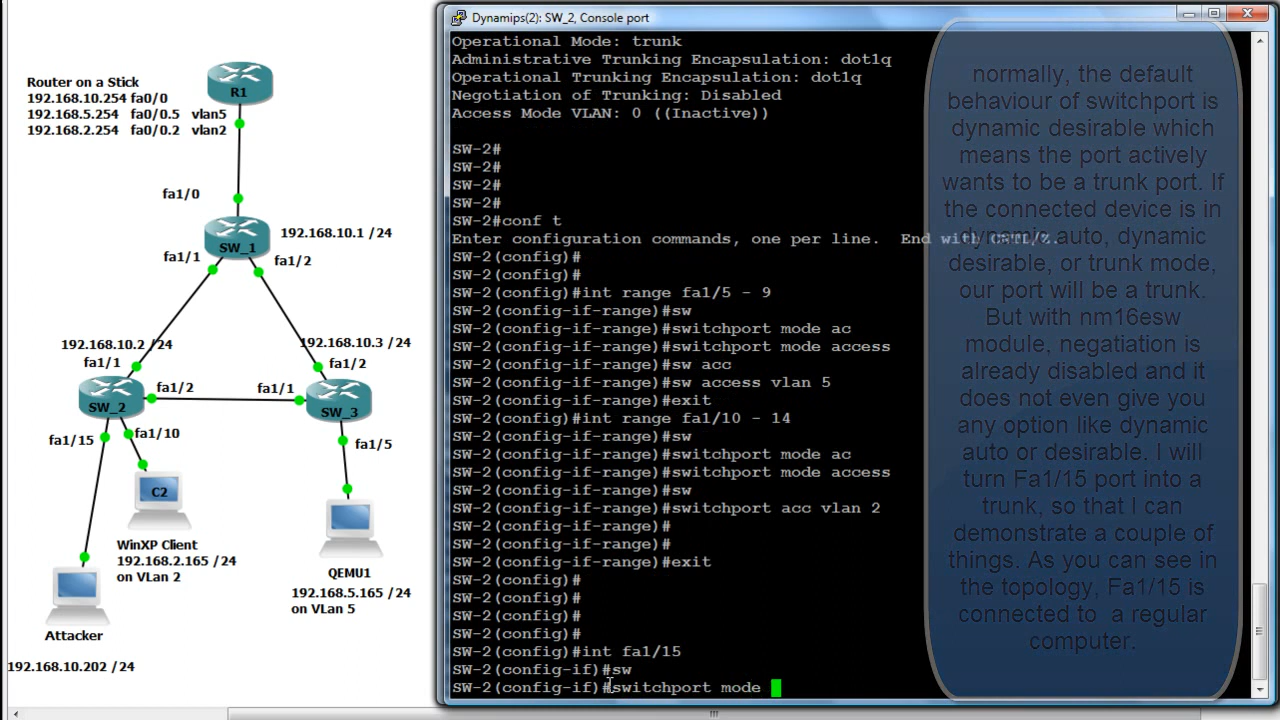 Router on a Stick
192.168.10.254 fa0/0
192.168.5.254 fa0/0.5 vlan5
192.168.2.254 fa0/0.2 vlan2
R1
fa1/0
SW_1
192.168.10.1 /24
fa1/1
fa1/2
192.168.10.2 /24
fa1/1
192.168.10.3 /24
fa1/2
SW_2
fa1/2
fa1/1
SW_3
fa1/15
fa1/10
fa1/5
C2
WinXP Client
192.168.2.165 /24
on VLan 2
QEMU1
192.168.5.165 /24
on VLan 5
Attacker
192.168.10.202 /24
Dynamips(2): SW_2, Console port
Operational Mode: trunk
Administrative Trunking Encapsulation: dot1q
Operational Trunking Encapsulation: dot1q
Negotiation of Trunking: Disabled
Access Mode VLAN: 0 ((Inactive))
SW-2#
SW-2#
SW-2#
SW-2#
SW-2#conf t
Enter configuration commands, one per line.  End with CNTL/Z.
SW-2(config)#
SW-2(config)#
SW-2(config)#int range fa1/5 - 9
SW-2(config-if-range)#sw
SW-2(config-if-range)#switchport mode ac
SW-2(config-if-range)#switchport mode access
SW-2(config-if-range)#sw acc
SW-2(config-if-range)#sw access vlan 5
SW-2(config-if-range)#exit
SW-2(config)#int range fa1/10 - 14
SW-2(config-if-range)#sw
SW-2(config-if-range)#switchport mode ac
SW-2(config-if-range)#switchport mode access
SW-2(config-if-range)#sw
SW-2(config-if-range)#switchport acc vlan 2
SW-2(config-if-range)#
SW-2(config-if-range)#
SW-2(config-if-range)#exit
SW-2(config)#
SW-2(config)#
SW-2(config)#
SW-2(config)#
SW-2(config)#int fa1/15
SW-2(config-if)#sw
SW-2(config-if)#switchport mode
normally, the default
behaviour of switchport is
dynamic desirable which
means the port actively
wants to be a trunk port. If
the connected device is in
dynamic auto, dynamic
desirable, or trunk mode,
our port will be a trunk.
But with nm16esw
module, negatiation is
already disabled and it
does not even give you
any option like dynamic
auto or desirable. I will
turn Fa1/15 port into a
trunk, so that I can
demonstrate a couple of
things. As you can see in
the topology, Fa1/15 is
connected to a regular
computer.